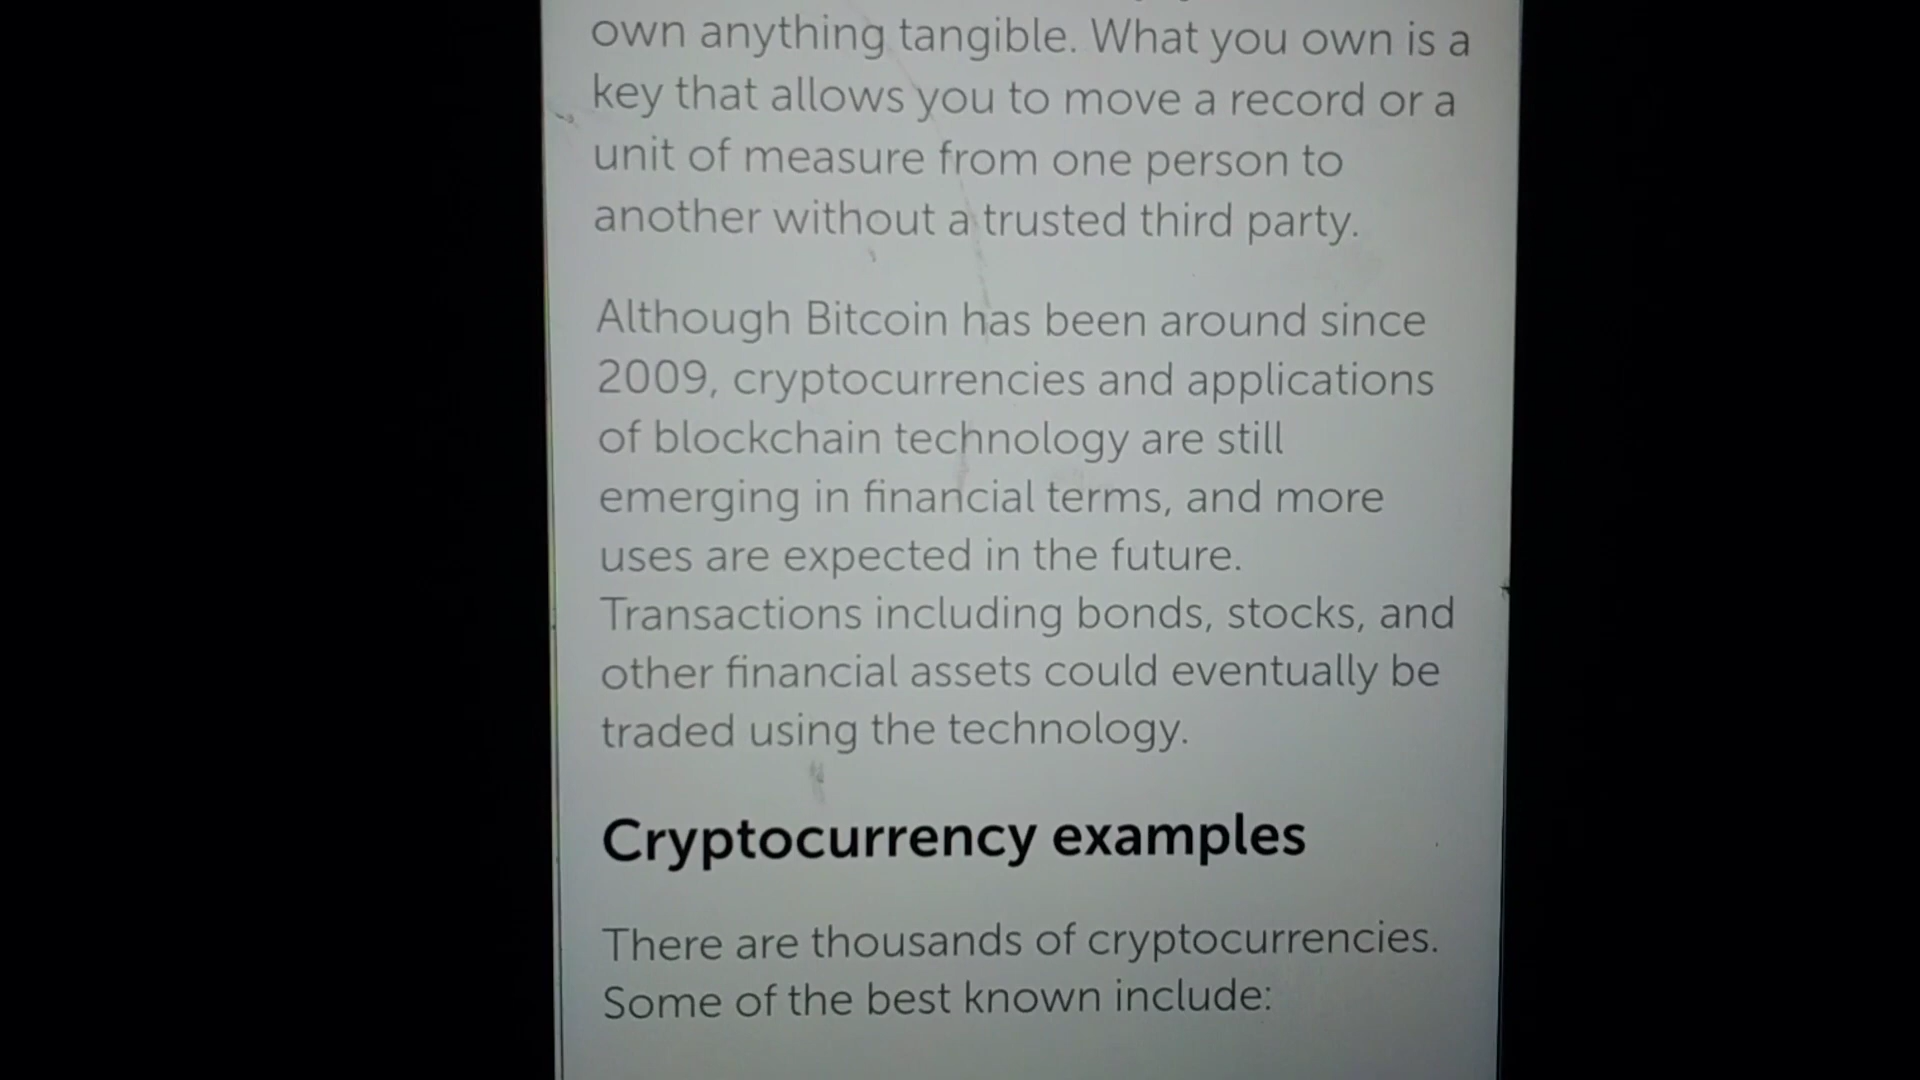 own anything tangible. What you own is a
key that allows you to move a record or a
unit of measure from one person to
another without a trusted third party.
Although Bitcoin has been around since
2009, cryptocurrencies and applications
of blockchain technology are still
emerging in financial terms, and more
uses are expected in the future.
Transactions including bonds, stocks, and
other financial assets could eventually be
traded using the technology.
Cryptocurrency examples
There are thousands of cryptocurrencies.
Some of the best known include: